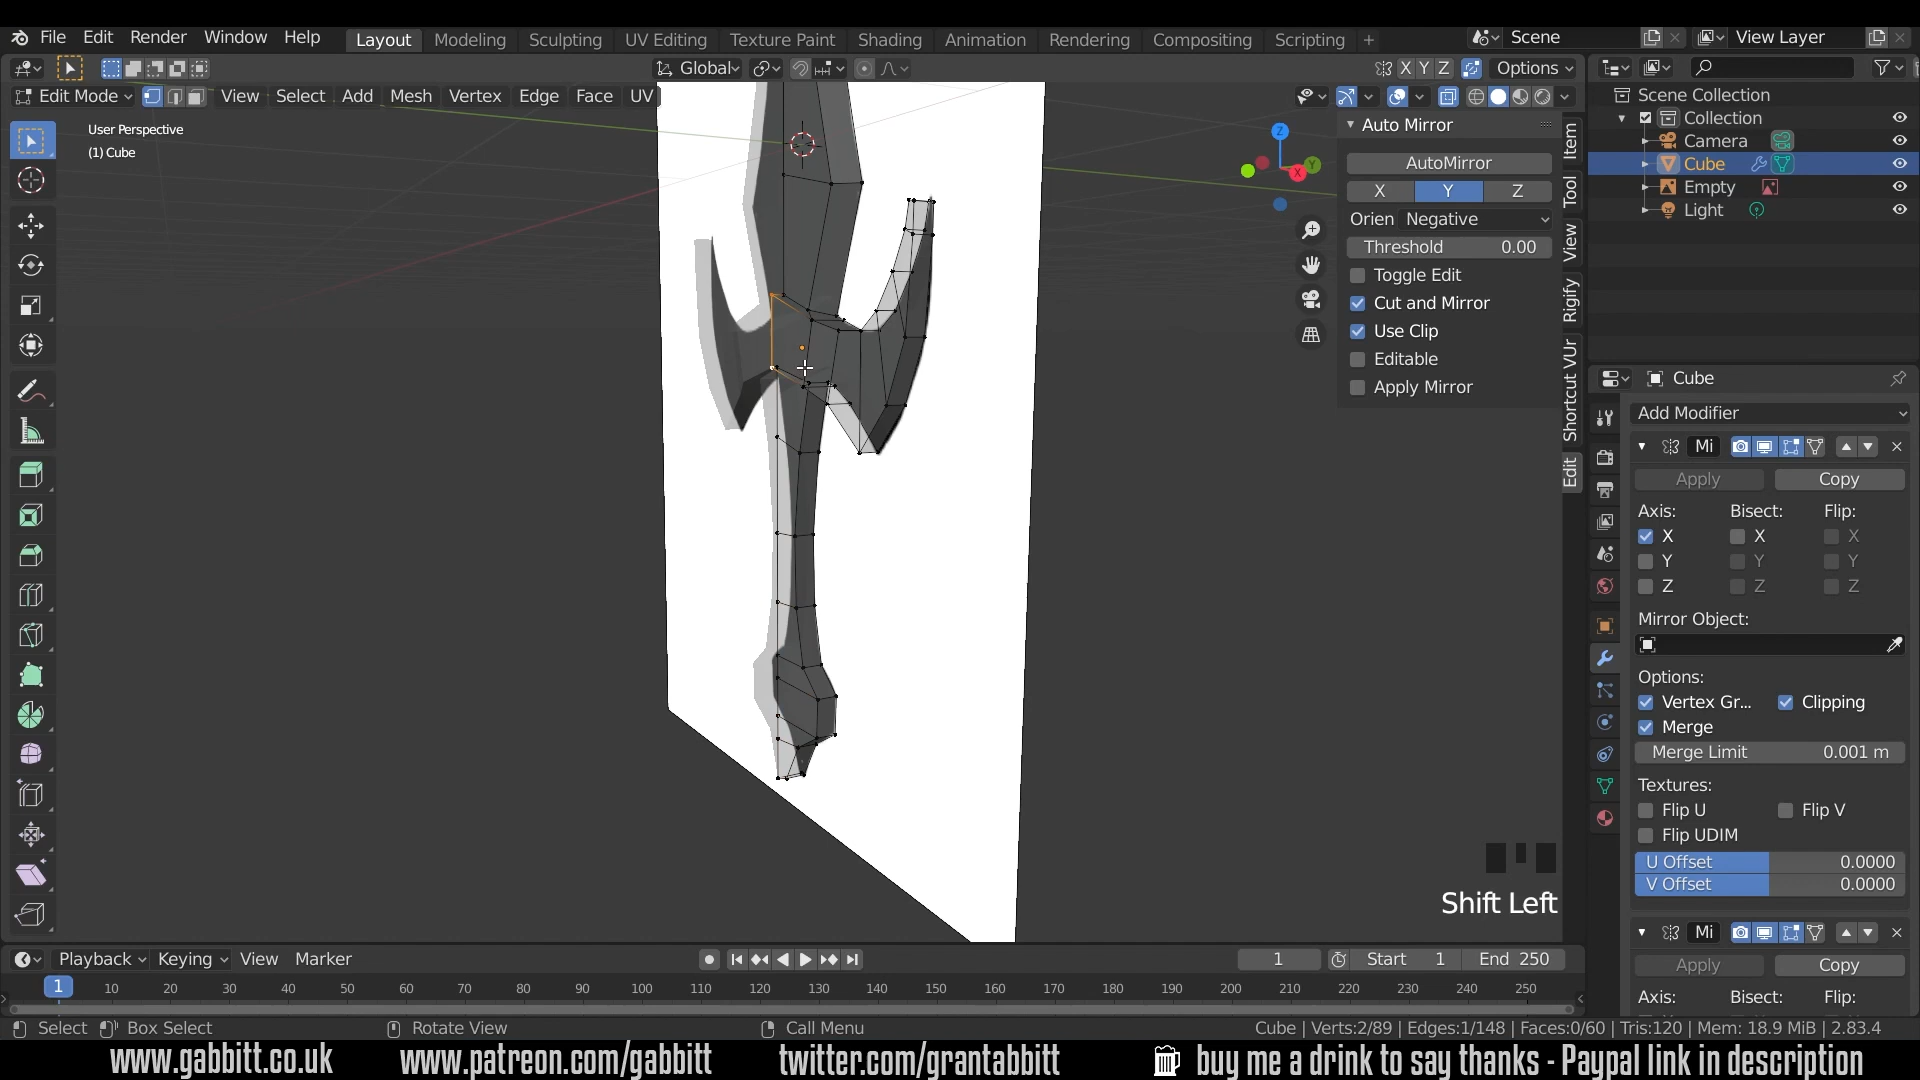 File Edit Render Window Help Layout Modeling Sculpting UV Editing Texture Paint Shading Animation Rendering Compositing Scripting + Scene View Layer
Global X Y Z Options
Edit Mode View Select Add Mesh Vertex Edge Face UV
User Perspective
(1) Cube
Z
Y
X
Auto Mirror
AutoMirror
X Y Z
Orien Negative
Threshold 0.00
Toggle Edit
Cut and Mirror
Use Clip
Editable
Apply Mirror
Item
Tool
View
Rigify
Shortcut VUr
Edit
Scene Collection
Collection
Camera
Cube
Empty
Light
Cube
Add Modifier
Mi
Apply Copy
Axis: Bisect: Flip:
X X X
Y Y Y
Z Z Z
Mirror Object:
Options:
Vertex Gr... Clipping
Merge
Merge Limit 0.001 m
Textures:
Flip U Flip V
Flip UDIM
U Offset 0.0000
V Offset 0.0000
Mi
Apply Copy
Axis: Bisect: Flip:
Shift Left
Playback Keying View Marker 1 Start 1 End 250
1 10 20 30 40 50 60 70 80 90 100 110 120 130 140 150 160 170 180 190 200 210 220 230 240 250
Select Box Select Rotate View Call Menu Cube | Verts:2/89 | Edges:1/148 | Faces:0/60 | Tris:120 | Mem: 18.9 MiB | 2.83.4
www.gabbitt.co.uk www.patreon.com/gabbitt twitter.com/grantabbitt buy me a drink to say thanks - Paypal link in description